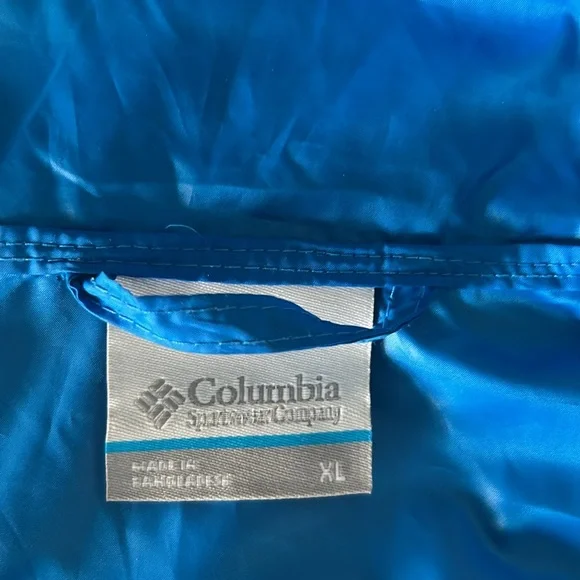 Columbia
Sportswear Company
MADE IN
BANGLADESH
XL